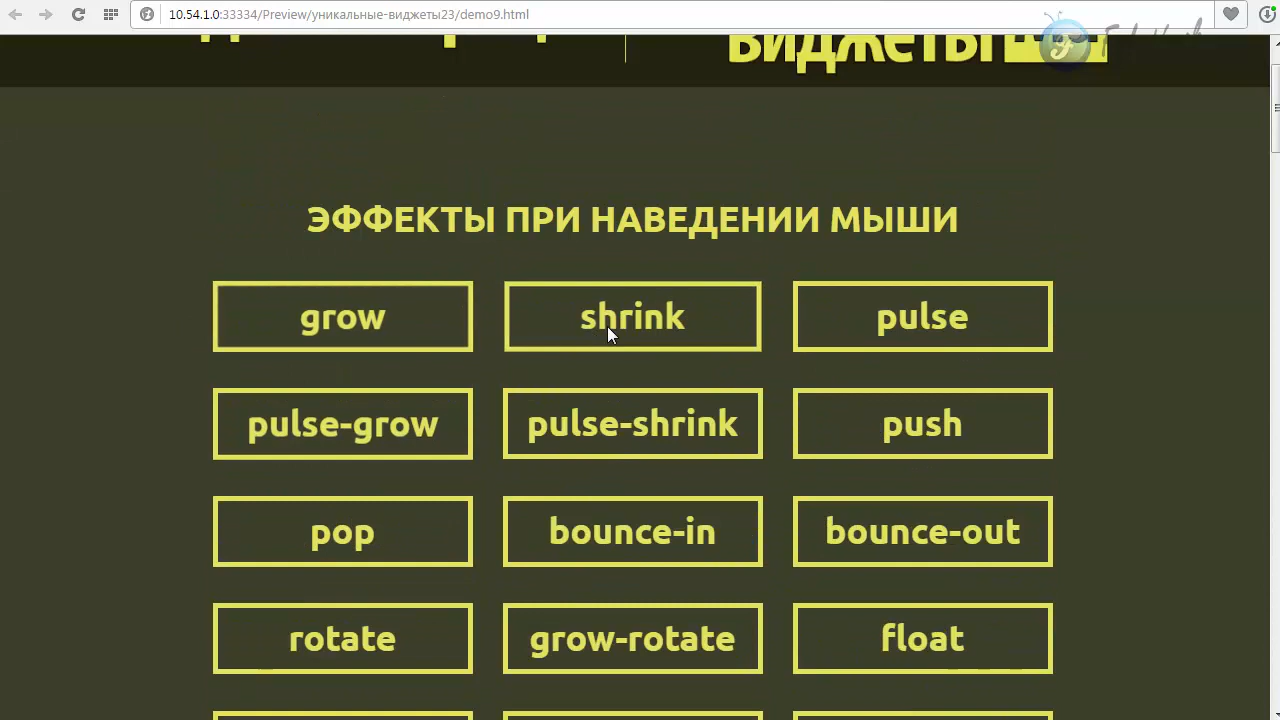 10.54.1.0:33334/Preview/уникальные-виджеты23/demo9.html
виджеты
ЭФФЕКТЫ ПРИ НАВЕДЕНИИ МЫШИ
grow shrink pulse
pulse-grow pulse-shrink push
pop bounce-in bounce-out
rotate grow-rotate float